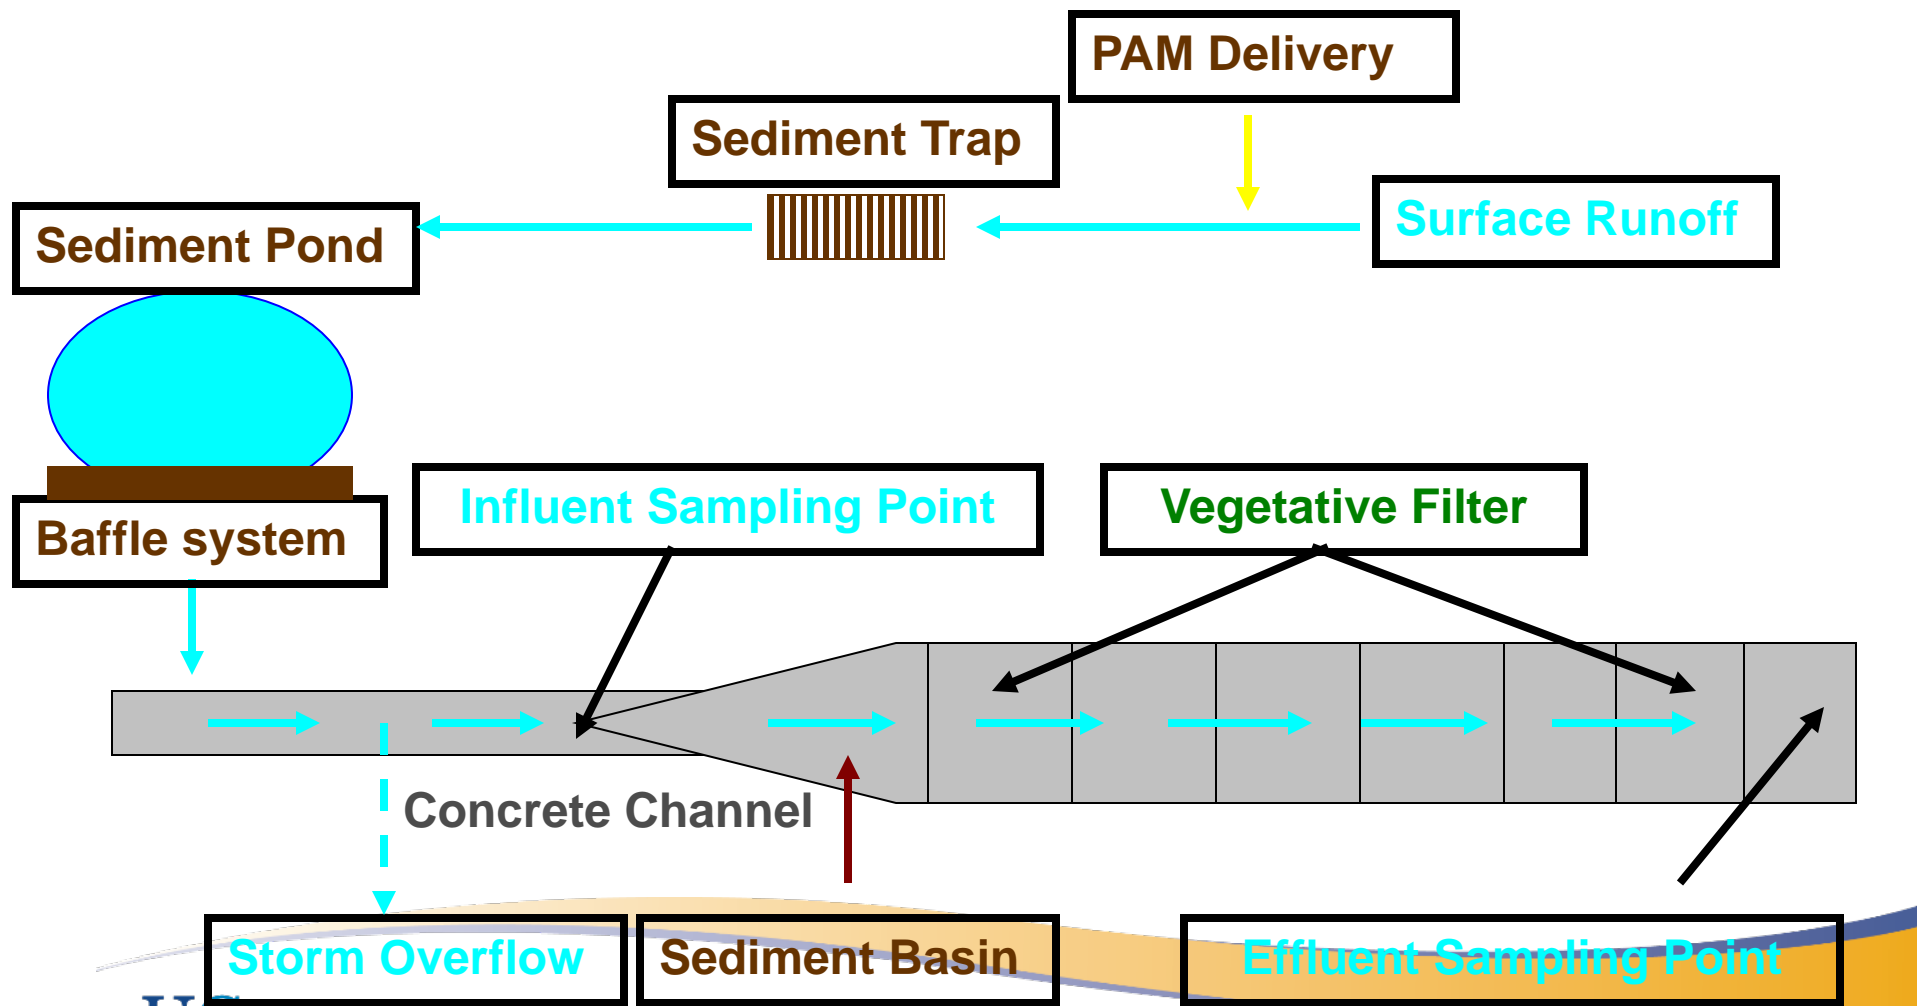 PAM Delivery
Sediment Trap
Surface Runoff
Sediment Pond
Influent Sampling Point
Vegetative Filter
Baffle system
Concrete Channel
Storm Overflow
Sediment Basin
Effluent Sampling Point